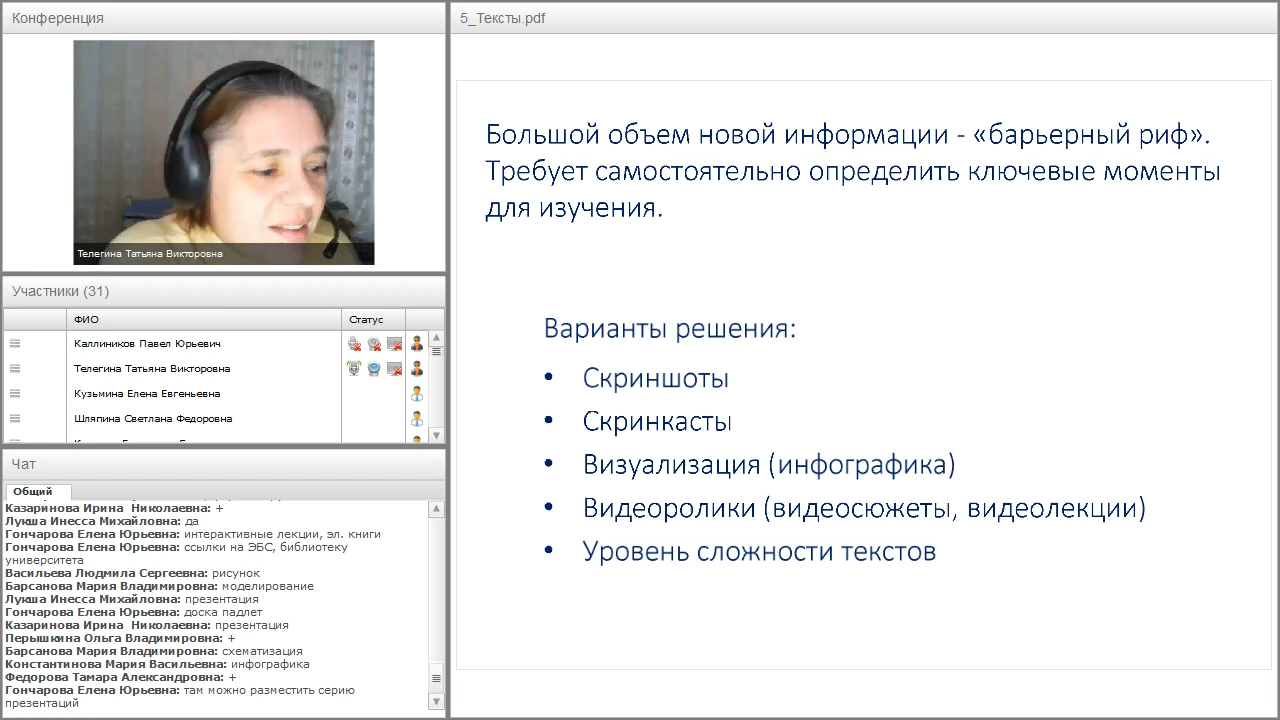 Конференция
Телегина Татьяна Викторовна
Участники (31)
ФИО Статус
Каллиников Павел Юрьевич
Телегина Татьяна Викторовна
Кузьмина Елена Евгеньевна
Шляпина Светлана Федоровна
Чат
Общий
Казаринова Ирина Николаевна: +
Лукша Инесса Михайловна: да
Гончарова Елена Юрьевна: интерактивные лекции, эл. книги
Гончарова Елена Юрьевна: ссылки на ЭБС, библиотеку
университета
Васильева Людмила Сергеевна: рисунок
Барсанова Мария Владимировна: моделирование
Лукша Инесса Михайловна: презентация
Гончарова Елена Юрьевна: доска падлет
Казаринова Ирина Николаевна: презентация
Перышкина Ольга Владимировна: +
Барсанова Мария Владимировна: схематизация
Константинова Мария Васильевна: инфографика
Федорова Тамара Александровна: +
Гончарова Елена Юрьевна: там можно разместить серию
презентаций
5_Тексты.pdf
Большой объем новой информации - «барьерный риф».
Требует самостоятельно определить ключевые моменты
для изучения.
Варианты решения:
• Скриншоты
• Скринкасты
• Визуализация (инфографика)
• Видеоролики (видеосюжеты, видеолекции)
• Уровень сложности текстов